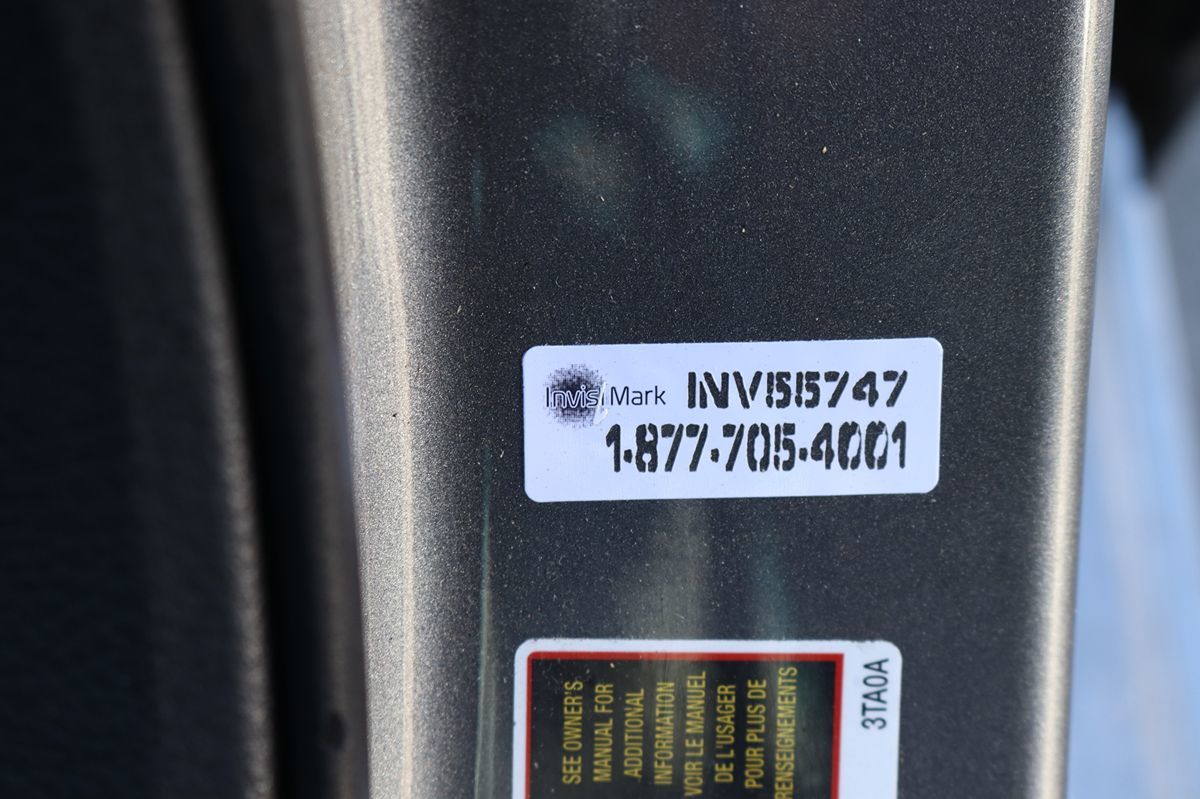 InvisiMark INV55747
1-877-705-4001
SEE OWNER'S
MANUAL FOR
ADDITIONAL
INFORMATION
VOIR LE MANUEL
DE L'USAGER
POUR PLUS DE
RENSEIGNEMENTS
3TA0A